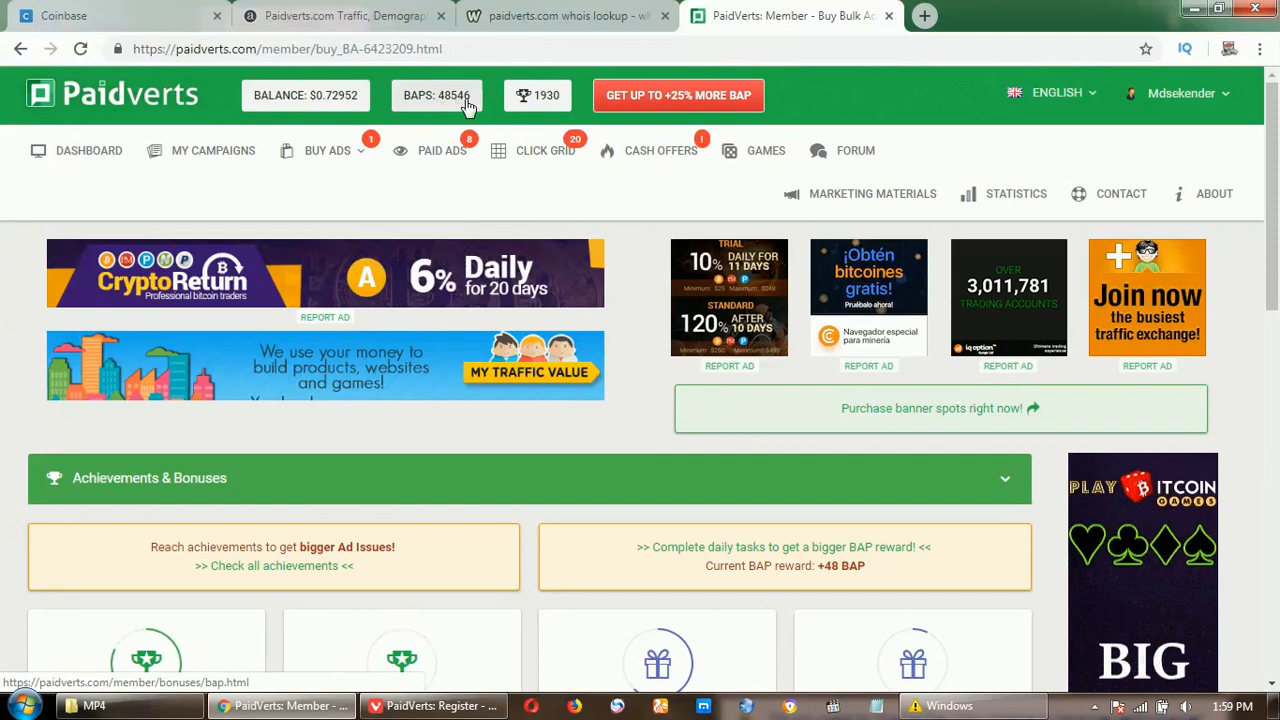 Coinbase
Paidverts.com Traffic, Demograp
paidverts.com whois lookup - wh
PaidVerts: Member - Buy Bulk Ad
https://paidverts.com/member/buy_BA-6423209.html
Paidverts
BALANCE: $0.72952
BAPS: 48546
1930
GET UP TO +25% MORE BAP
ENGLISH
Mdsekender
DASHBOARD
MY CAMPAIGNS
BUY ADS
1
PAID ADS
8
CLICK GRID
20
CASH OFFERS
!
GAMES
FORUM
MARKETING MATERIALS
STATISTICS
CONTACT
ABOUT
CryptoReturn
Professional bitcoin traders
A
6% Daily
for 20 days
REPORT AD
We use your money to
build products, websites
and games!
MY TRAFFIC VALUE
TRIAL
10% DAILY FOR
11 DAYS
STANDARD
120% AFTER
10 DAYS
REPORT AD
¡Obtén
bitcoines
gratis!
Pruébalo ahora!
Navegador especial
para minería
REPORT AD
OVER
3,011,781
TRADING ACCOUNTS
iq option
REPORT AD
Join now
the busiest
traffic exchange!
REPORT AD
Purchase banner spots right now!
Achievements & Bonuses
Reach achievements to get bigger Ad Issues!
>> Check all achievements <<
>> Complete daily tasks to get a bigger BAP reward! <<
Current BAP reward: +48 BAP
PLAY BITCOIN
GAMES
BIG
https://paidverts.com/member/bonuses/bap.html
MP4
PaidVerts: Member - ...
PaidVerts: Register - ...
Windows
1:59 PM